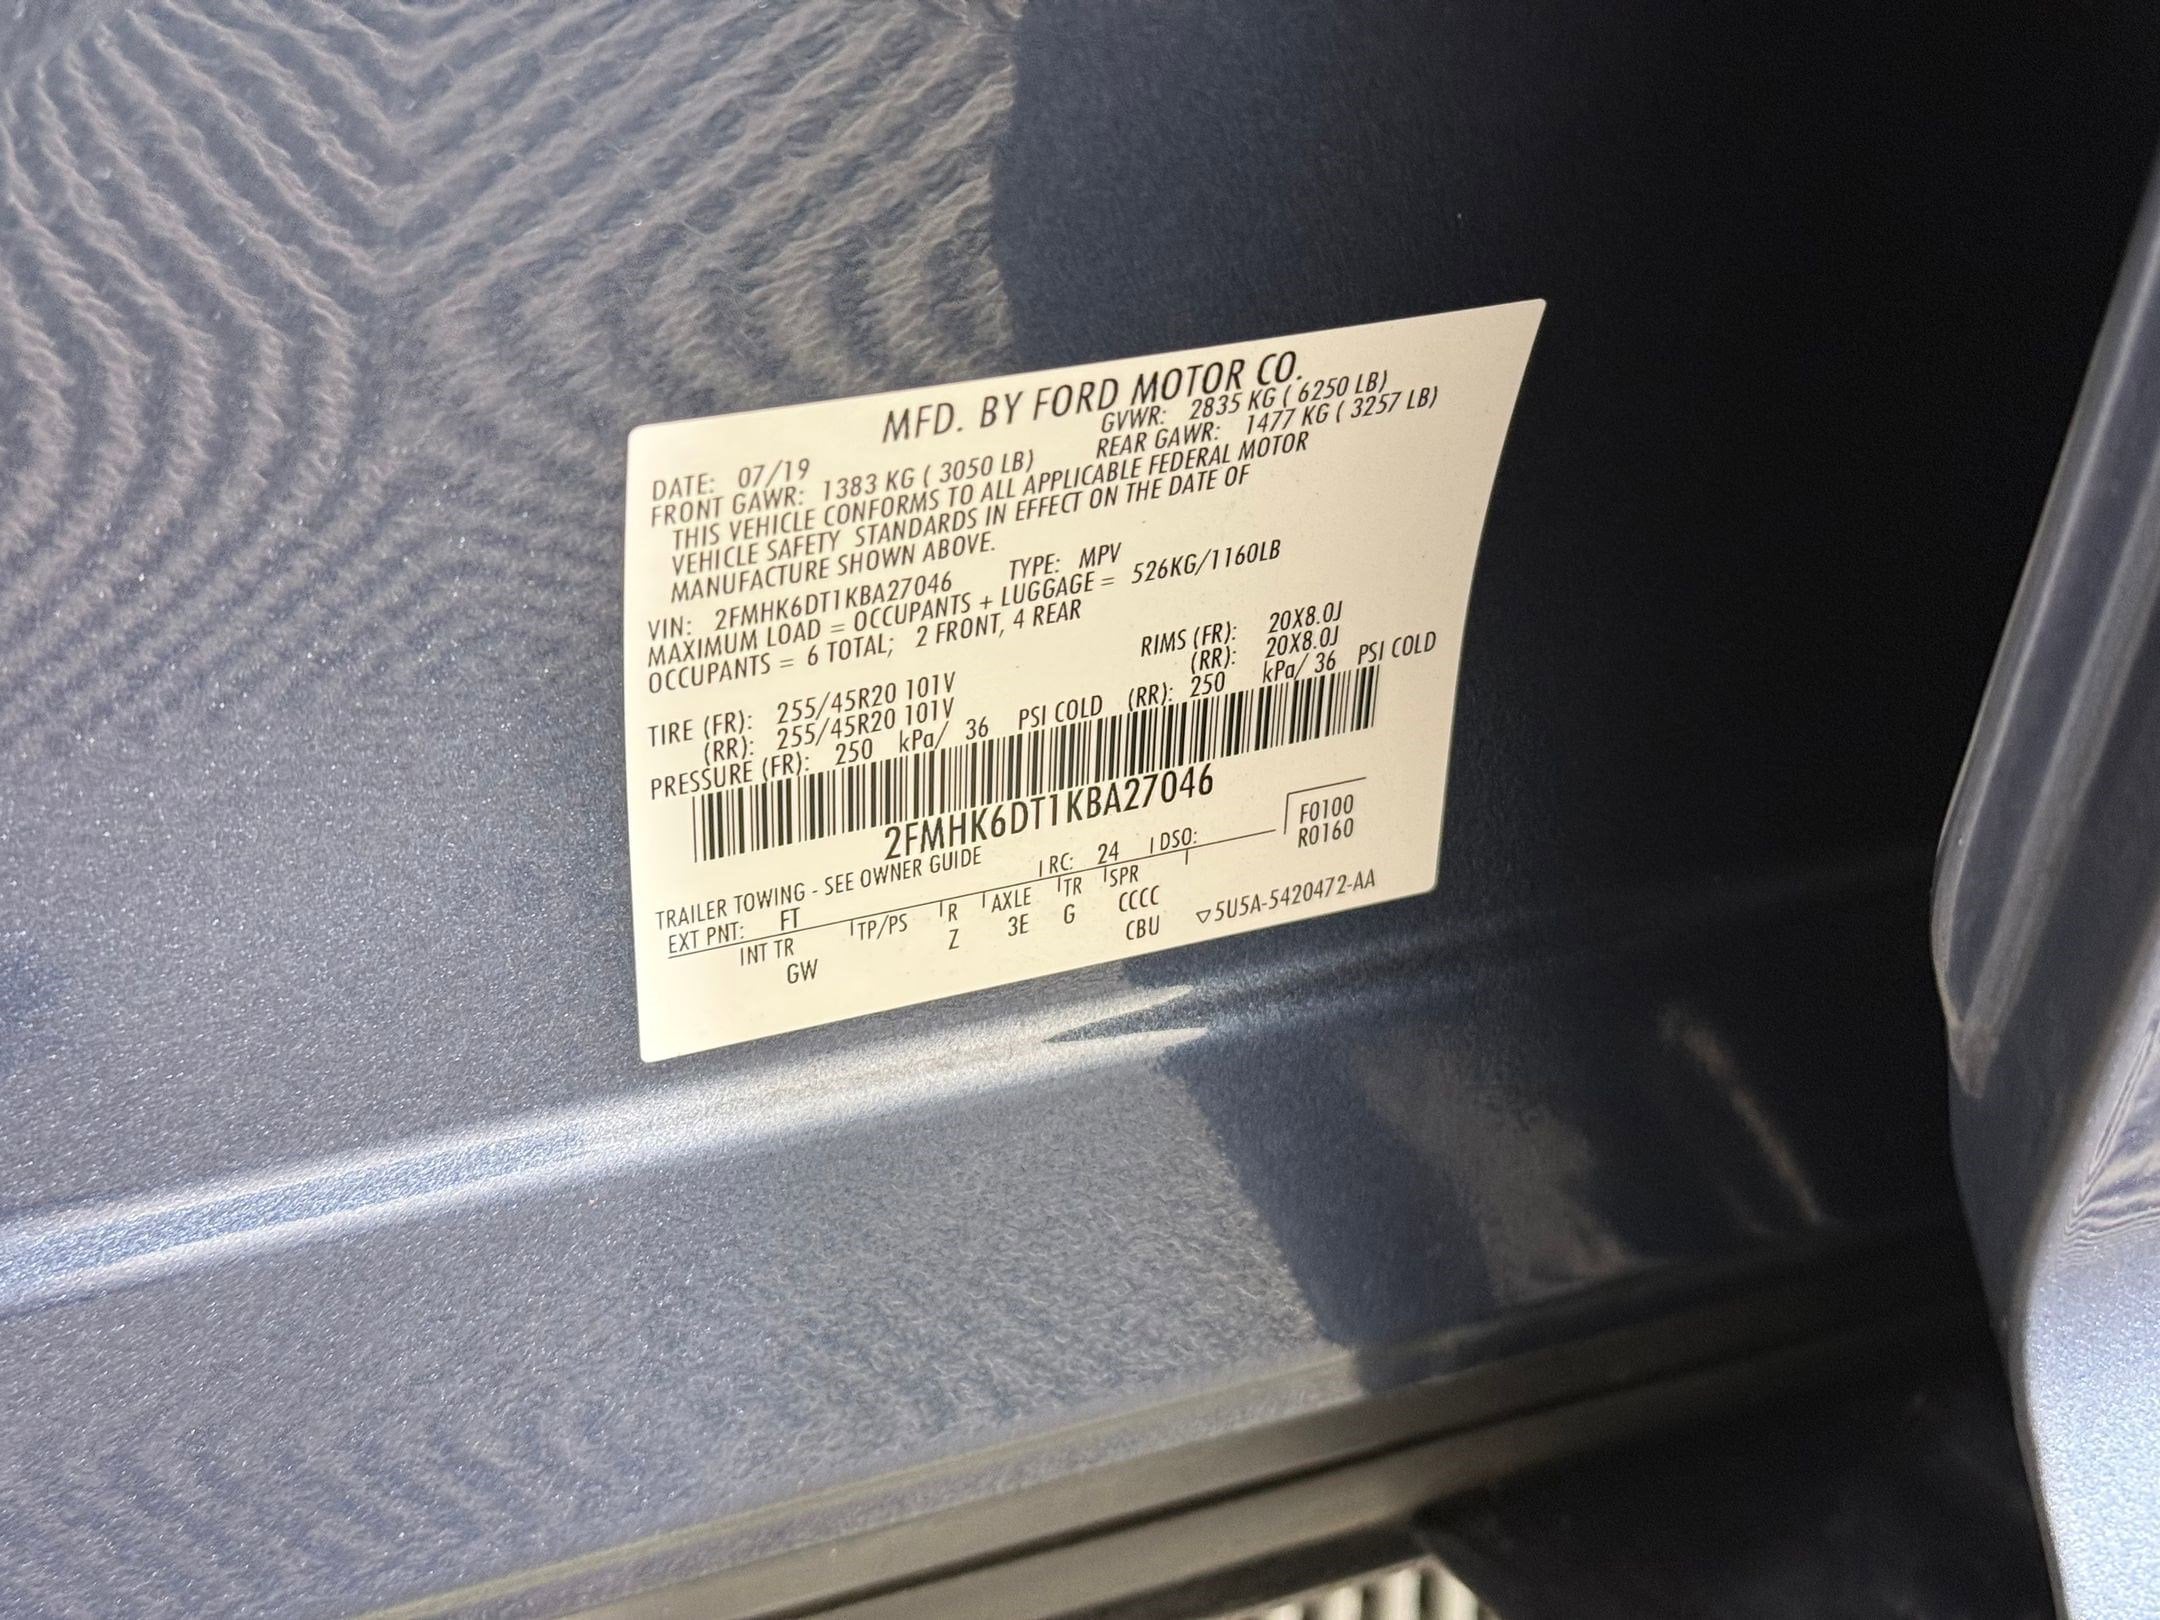 MFD. BY FORD MOTOR CO.
DATE: 07/19 GVWR: 2835 KG ( 6250 LB)
FRONT GAWR: 1383 KG ( 3050 LB) REAR GAWR: 1477 KG ( 3257 LB)
THIS VEHICLE CONFORMS TO ALL APPLICABLE FEDERAL MOTOR
VEHICLE SAFETY STANDARDS IN EFFECT ON THE DATE OF
MANUFACTURE SHOWN ABOVE.
VIN: 2FMHK6DT1KBA27046 TYPE: MPV
MAXIMUM LOAD = OCCUPANTS + LUGGAGE = 526KG/1160LB
OCCUPANTS = 6 TOTAL; 2 FRONT, 4 REAR
TIRE (FR): 255/45R20 101V RIMS (FR): 20X8.0J
(RR): 255/45R20 101V (RR): 20X8.0J
PRESSURE (FR): 250 kPa/ 36 PSI COLD (RR): 250 kPa/ 36 PSI COLD
2FMHK6DT1KBA27046
TRAILER TOWING - SEE OWNER GUIDE
F0100
R0160
EXT PNT: FT RC: 24 DSO:
INT TR TP/PS R AXLE TR SPR
GW Z 3E G CCCC
CBU
▽5U5A-5420472-AA